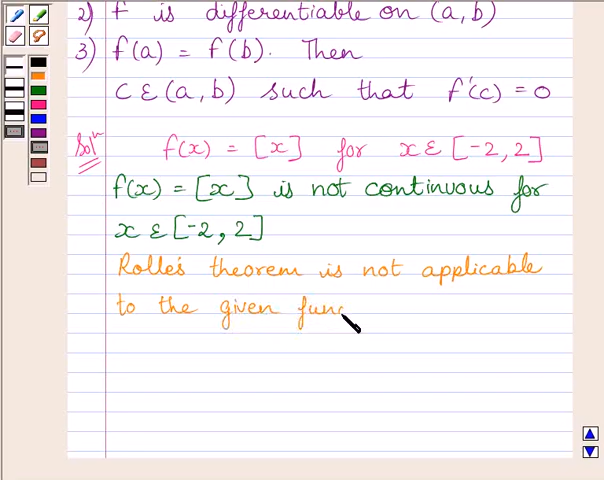 2) f is differentiable on (a, b)
3) f(a) = f(b). Then
C ε (a, b) such that f'(c) = 0
Solⁿ f(x) = [x] for x ε [-2, 2]
f(x) = [x] is not continuous for
x ε [-2, 2]
Rolle's theorem is not applicable
to the given func